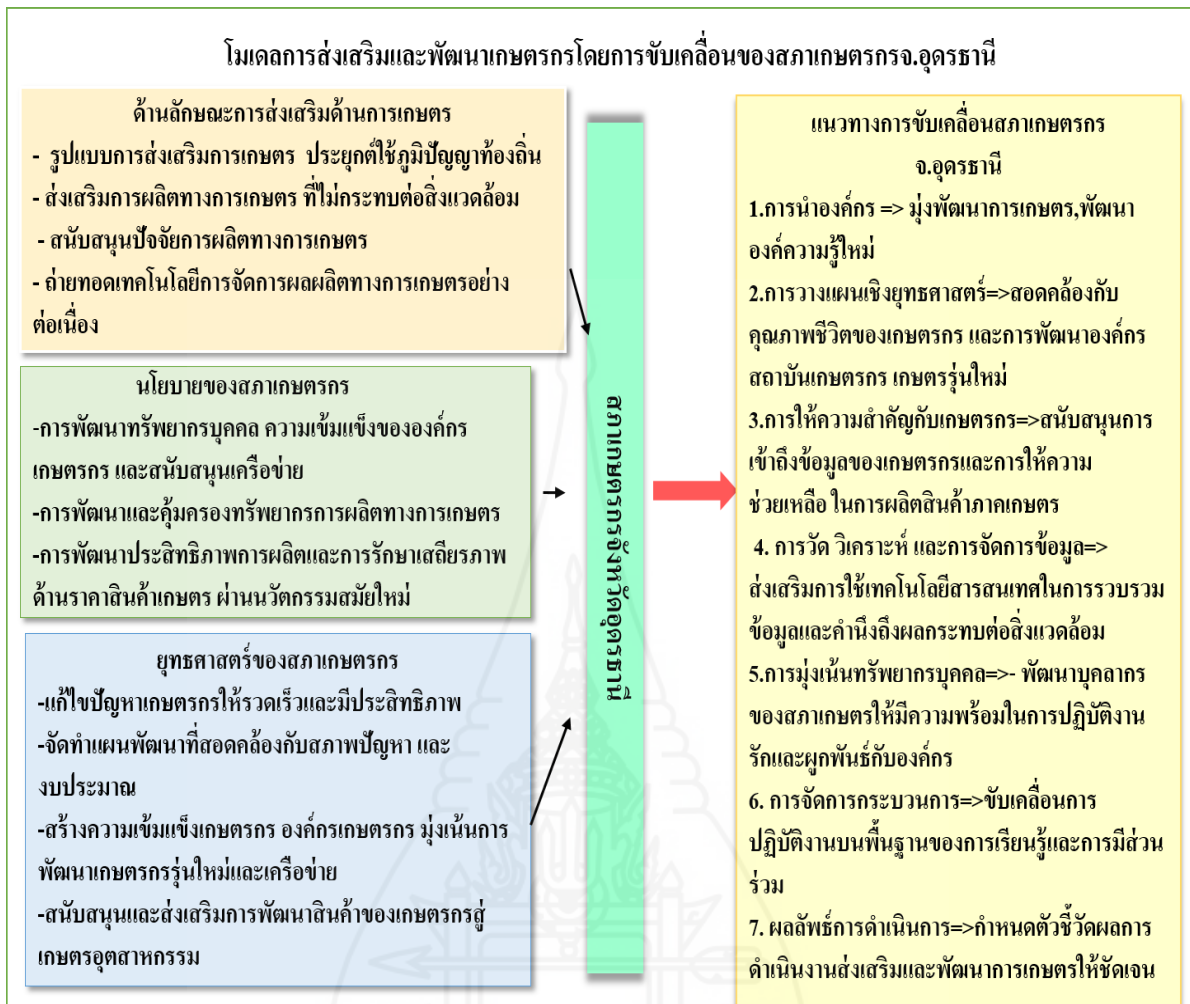 โมเดลการส่งเสริมและพัฒนาเกษตรกรโดยการขับเคลื่อนของสภาเกษตรกรจ.อุดรธานี
ด้านลักษณะการส่งเสริมด้านการเกษตร
- รูปแบบการส่งเสริมการเกษตร ประยุกต์ใช้ภูมิปัญญาท้องถิ่น
- ส่งเสริมการผลิตทางการเกษตร ที่ไม่กระทบต่อสิ่งแวดล้อม
- สนับสนุนปัจจัยการผลิตทางการเกษตร
- ถ่ายทอดเทคโนโลยีการจัดการผลผลิตทางการเกษตรอย่าง
ต่อเนื่อง
นโยบายของสภาเกษตรกร
-การพัฒนาทรัพยากรบุคคล ความเข้มแข็งขององค์กร
เกษตรกร และสนับสนุนเครือข่าย
-การพัฒนาและคุ้มครองทรัพยากรการผลิตทางการเกษตร
-การพัฒนาประสิทธิภาพการผลิตและการรักษาเสถียรภาพ
ด้านราคาสินค้าเกษตร ผ่านนวัตกรรมสมัยใหม่
ยุทธศาสตร์ของสภาเกษตรกร
-แก้ไขปัญหาเกษตรกรให้รวดเร็วและมีประสิทธิภาพ
-จัดทำแผนพัฒนาที่สอดคล้องกับสภาพปัญหา และ
งบประมาณ
-สร้างความเข้มแข็งเกษตรกร องค์กรเกษตรกร มุ่งเน้นการ
พัฒนาเกษตรกรรุ่นใหม่และเครือข่าย
-สนับสนุนและส่งเสริมการพัฒนาสินค้าของเกษตรกรสู่
เกษตรอุตสาหกรรม
สภาเกษตรกรจังหวัดอุดรธานี
แนวทางการขับเคลื่อนสภาเกษตรกร
จ.อุดรธานี
1.การนำองค์กร => มุ่งพัฒนาการเกษตร,พัฒนา
องค์ความรู้ใหม่
2.การวางแผนเชิงยุทธศาสตร์=>สอดคล้องกับ
คุณภาพชีวิตของเกษตรกร และการพัฒนาองค์กร
สถาบันเกษตรกร เกษตรรุ่นใหม่
3.การให้ความสำคัญกับเกษตรกร=>สนับสนุนการ
เข้าถึงข้อมูลของเกษตรกรและการให้ความ
ช่วยเหลือ ในการผลิตสินค้าภาคเกษตร
4. การวัด วิเคราะห์ และการจัดการข้อมูล=>
ส่งเสริมการใช้เทคโนโลยีสารสนเทศในการรวบรวม
ข้อมูลและคำนึงถึงผลกระทบต่อสิ่งแวดล้อม
5.การมุ่งเน้นทรัพยากรบุคคล=>- พัฒนาบุคลากร
ของสภาเกษตรให้มีความพร้อมในการปฏิบัติงาน
รักและผูกพันธ์กับองค์กร
6. การจัดการกระบวนการ=>ขับเคลื่อนการ
ปฏิบัติงานบนพื้นฐานของการเรียนรู้และการมีส่วน
ร่วม
7. ผลลัพธ์การดำเนินการ=>กำหนดตัวชี้วัดผลการ
ดำเนินงานส่งเสริมและพัฒนาการเกษตรให้ชัดเจน